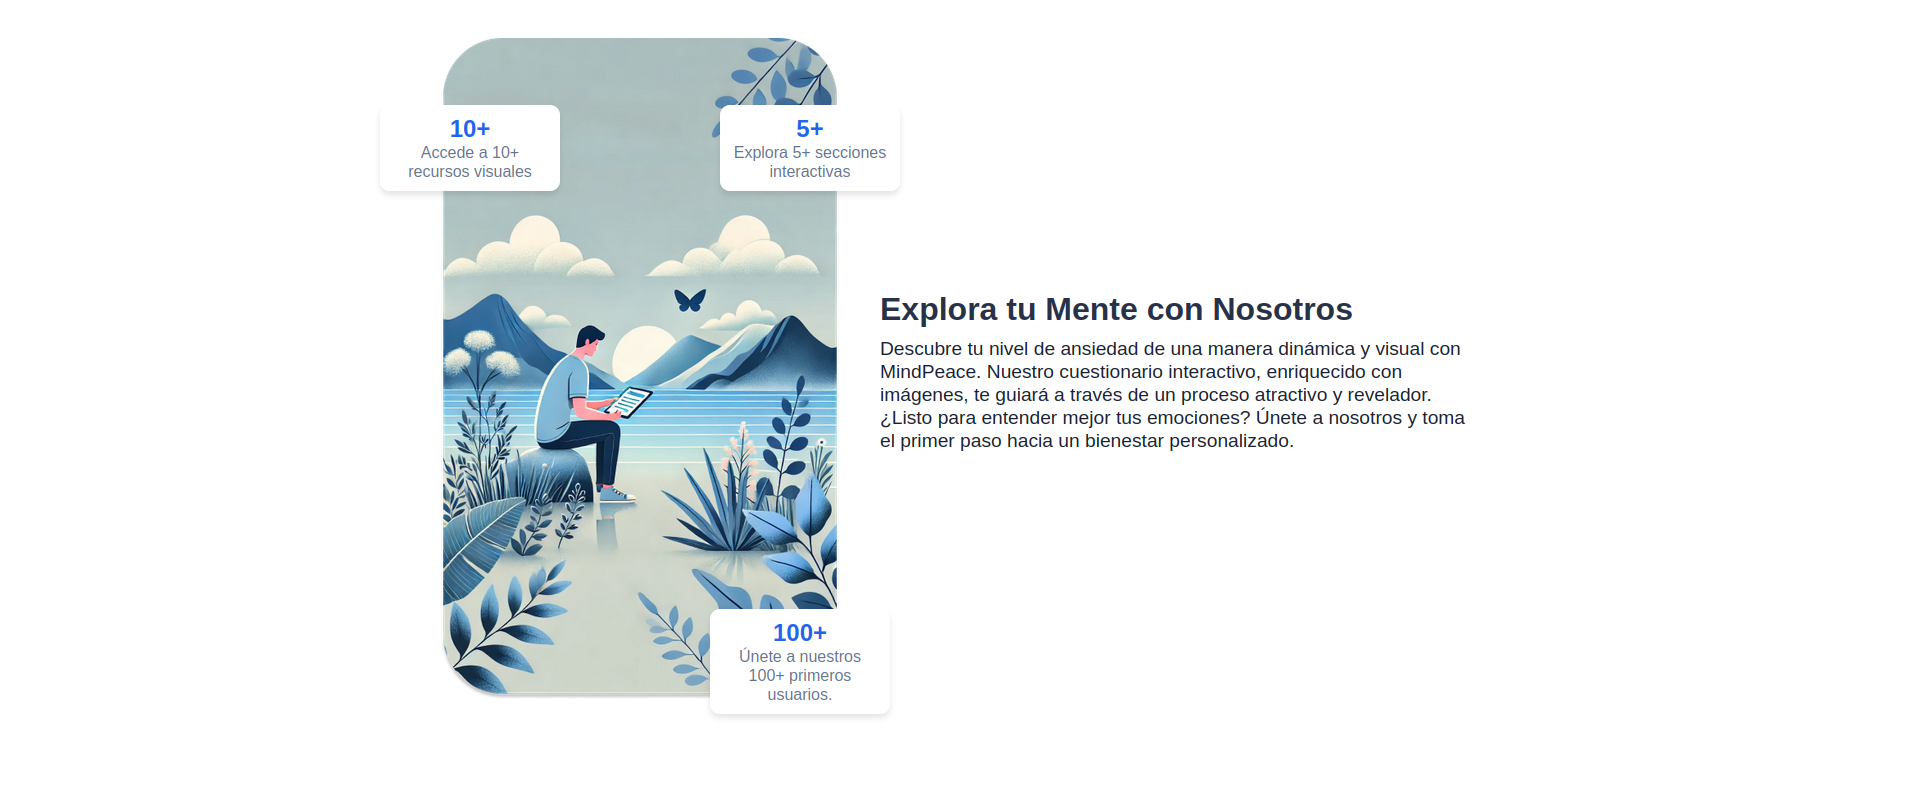 10+
Accede a 10+
recursos visuales
5+
Explora 5+ secciones
interactivas
Explora tu Mente con Nosotros
Descubre tu nivel de ansiedad de una manera dinámica y visual con
MindPeace. Nuestro cuestionario interactivo, enriquecido con
imágenes, te guiará a través de un proceso atractivo y revelador.
¿Listo para entender mejor tus emociones? Únete a nosotros y toma
el primer paso hacia un bienestar personalizado.
100+
Únete a nuestros
100+ primeros
usuarios.